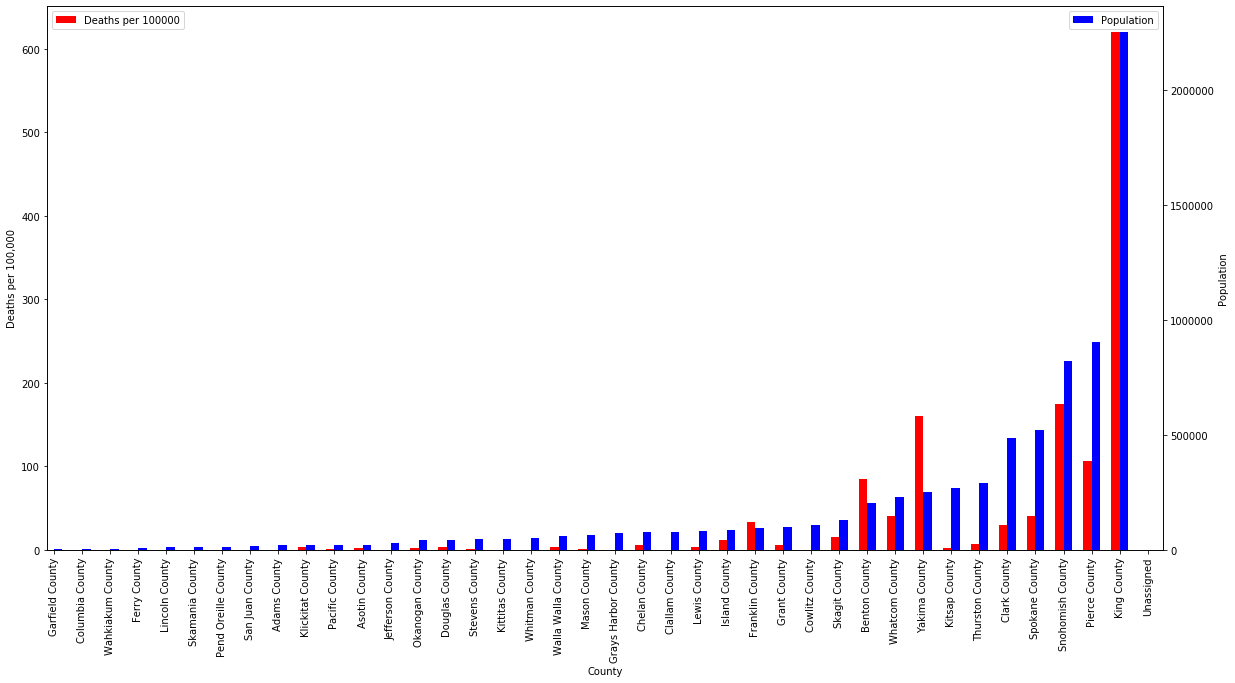 Deaths per 100000
Population
600
500
400
300
200
100
0
Deaths per 100,000
2000000
1500000
1000000
500000
0
Population
Garfield County
Columbia County
Wahkiakum County
Ferry County
Lincoln County
Skamania County
Pend Oreille County
San Juan County
Adams County
Klickitat County
Pacific County
Asotin County
Jefferson County
Okanogan County
Douglas County
Stevens County
Kittitas County
Whitman County
Walla Walla County
Mason County
Grays Harbor County
Chelan County
Clallam County
Lewis County
Island County
Franklin County
Grant County
Cowlitz County
Skagit County
Benton County
Whatcom County
Yakima County
Kitsap County
Thurston County
Clark County
Spokane County
Snohomish County
Pierce County
King County
Unassigned
County